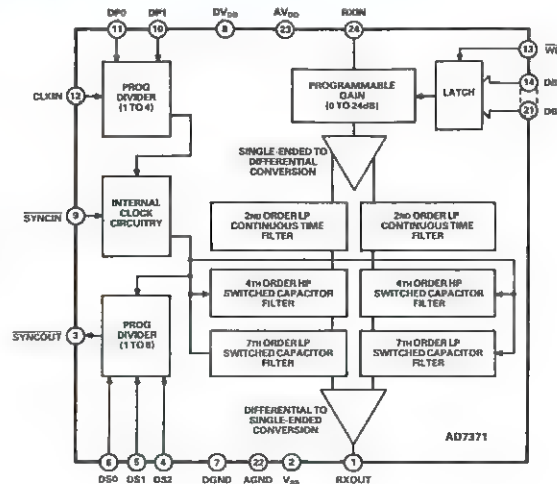 DP0 DP1 DVDD AVDD RXIN
11 10 8 23 24
13
14
21
CLKIN 12
PROG
DIVIDER
(1 TO 4)
PROGRAMMABLE
GAIN
(0 TO 24dB)
LATCH
SINGLE-ENDED TO
DIFFERENTIAL
CONVERSION
SYNCIN 9
INTERNAL
CLOCK
CIRCUITRY
2ND ORDER LP
CONTINUOUS TIME
FILTER
2ND ORDER LP
CONTINUOUS TIME
FILTER
4TH ORDER HP
SWITCHED CAPACITOR
FILTER
4TH ORDER HP
SWITCHED CAPACITOR
FILTER
SYNCOUT 3
PROG
DIVIDER
(1 TO 8)
7TH ORDER LP
SWITCHED CAPACITOR
FILTER
7TH ORDER LP
SWITCHED CAPACITOR
FILTER
DIFFERENTIAL TO
SINGLE-ENDED
CONVERSION
AD7371
6 5 4 7 22 2 1
DS0 DS1 DS2 DGND AGND VSS RXOUT